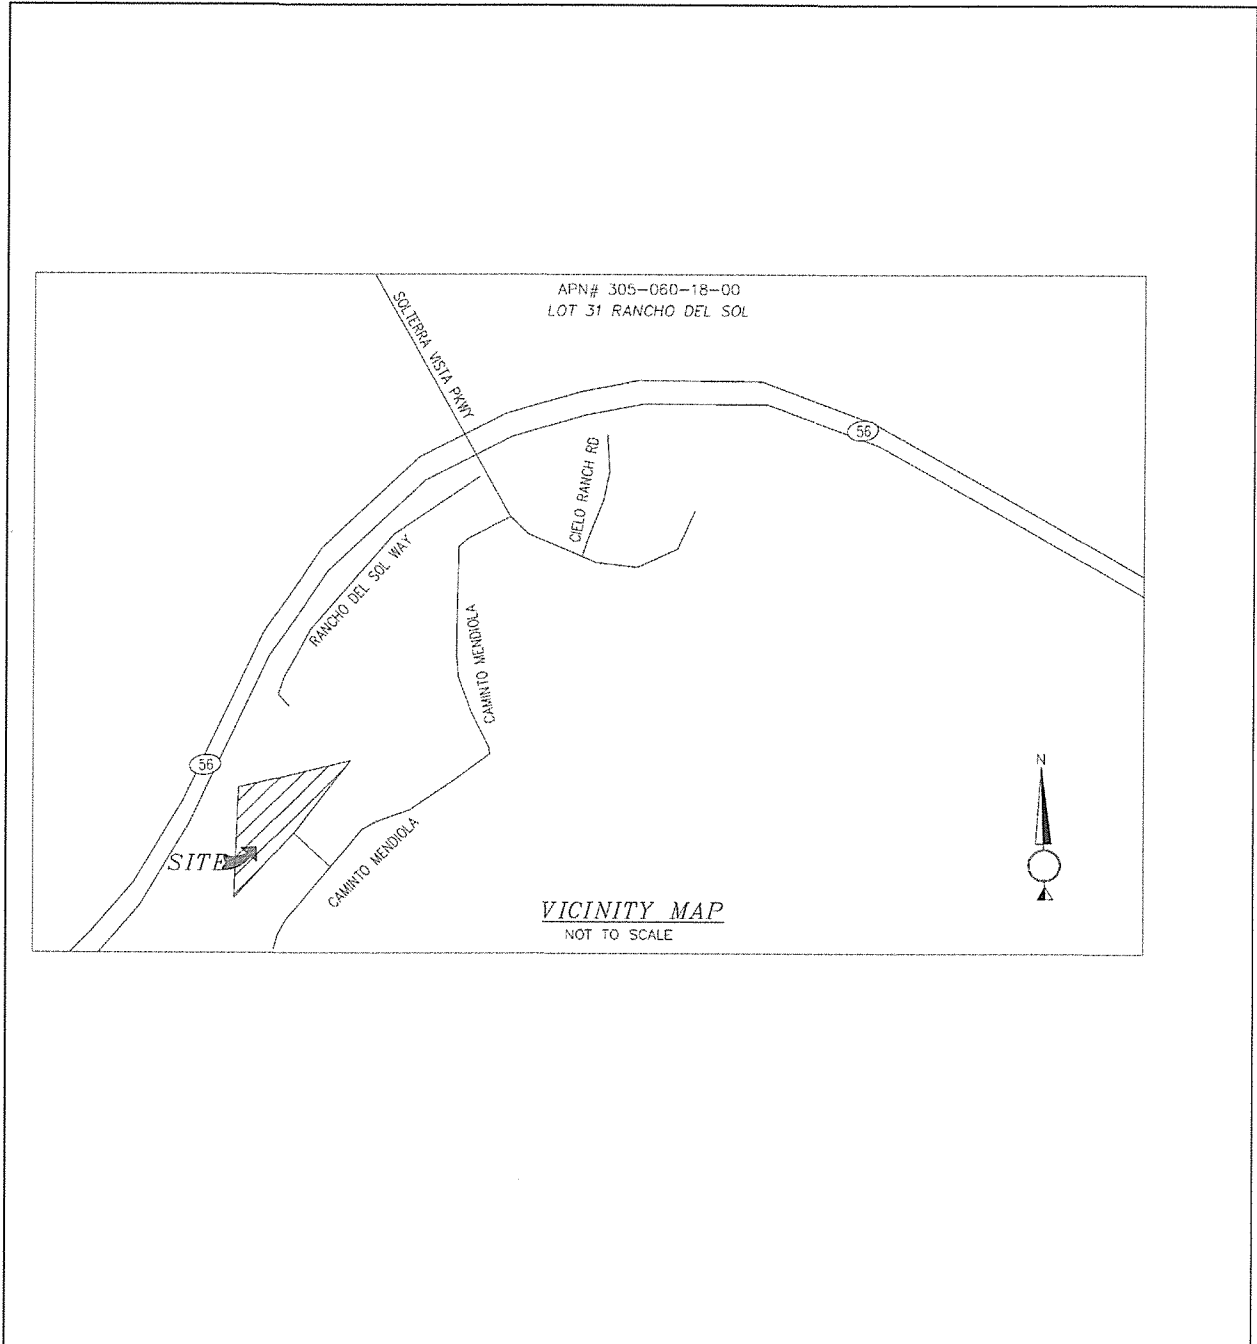 APN# 305-060-18-00
LOT 31 RANCHO DEL SOL
SOLTERRA VISTA PKWY
56
CIELO RANCH RD
RANCHO DEL SOL WAY
CAMINTO MENDIOLA
56
N
SITE
CAMINTO MENDIOLA
VICINITY MAP
NOT TO SCALE